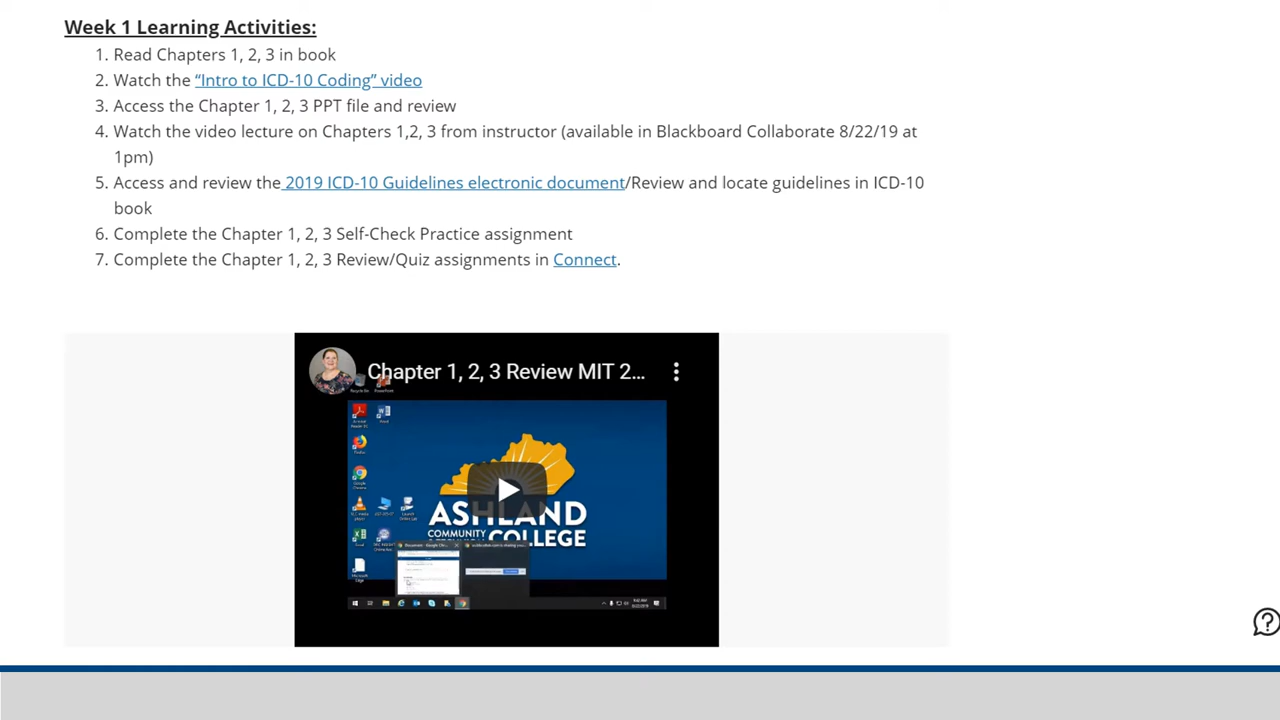 Week 1 Learning Activities:
1. Read Chapters 1, 2, 3 in book
2. Watch the “Intro to ICD-10 Coding” video
3. Access the Chapter 1, 2, 3 PPT file and review
4. Watch the video lecture on Chapters 1,2, 3 from instructor (available in Blackboard Collaborate 8/22/19 at
1pm)
5. Access and review the 2019 ICD-10 Guidelines electronic document/Review and locate guidelines in ICD-10
book
6. Complete the Chapter 1, 2, 3 Self-Check Practice assignment
7. Complete the Chapter 1, 2, 3 Review/Quiz assignments in Connect.
Chapter 1, 2, 3 Review MIT 2...
ASHLAND
COMMUNITY
COLLEGE